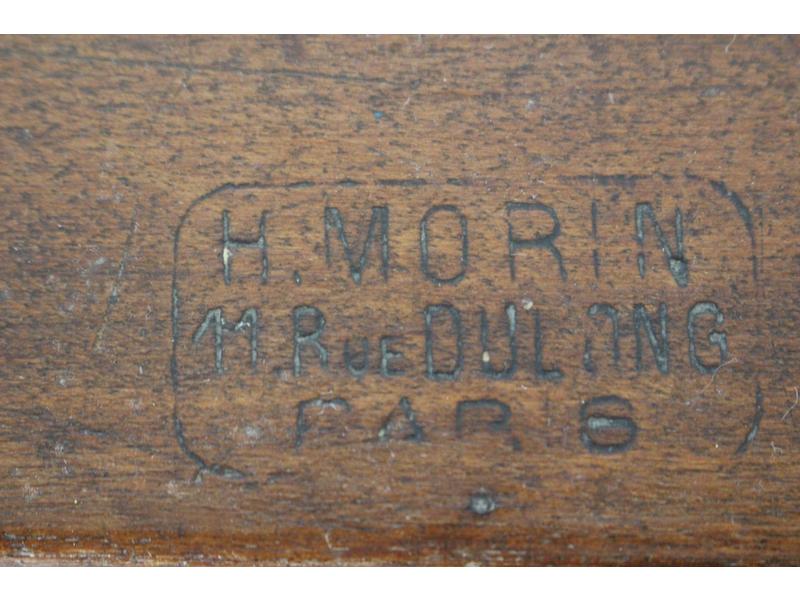 H. MORIN
11. RUE DULONG
PARIS